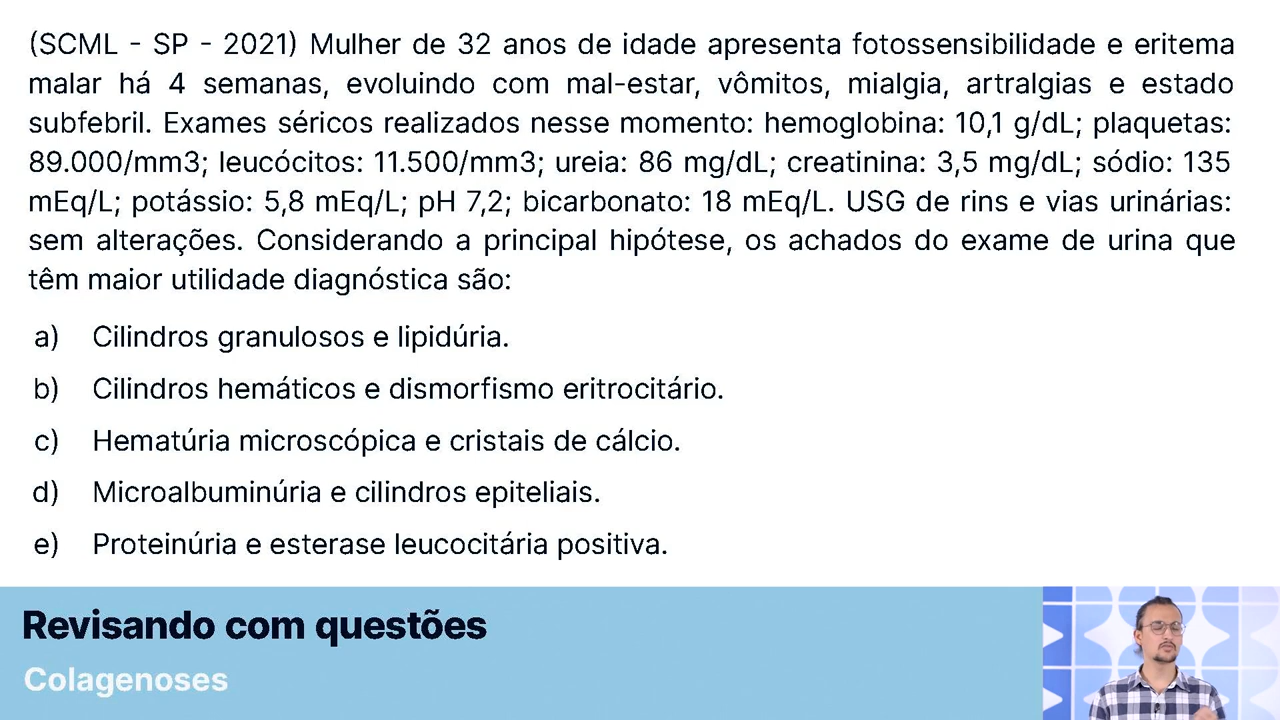 (SCML - SP - 2021) Mulher de 32 anos de idade apresenta fotossensibilidade e eritema
malar há 4 semanas, evoluindo com mal-estar, vômitos, mialgia, artralgias e estado
subfebril. Exames séricos realizados nesse momento: hemoglobina: 10,1 g/dL; plaquetas:
89.000/mm3; leucócitos: 11.500/mm3; ureia: 86 mg/dL; creatinina: 3,5 mg/dL; sódio: 135
mEq/L; potássio: 5,8 mEq/L; pH 7,2; bicarbonato: 18 mEq/L. USG de rins e vias urinárias:
sem alterações. Considerando a principal hipótese, os achados do exame de urina que
têm maior utilidade diagnóstica são:
a) Cilindros granulosos e lipidúria.
b) Cilindros hemáticos e dismorfismo eritrocitário.
c) Hematúria microscópica e cristais de cálcio.
d) Microalbuminúria e cilindros epiteliais.
e) Proteinúria e esterase leucocitária positiva.
Revisando com questões
Colagenoses